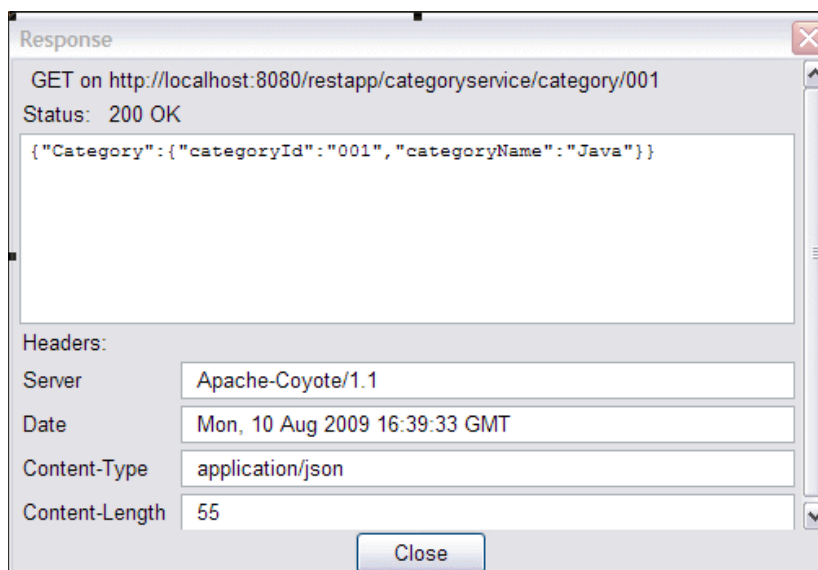 Response
GET on http://localhost:8080/restapp/categoryservice/category/001
Status: 200 OK
{"Category":{"categoryId":"001","categoryName":"Java"}}
Headers:
Server Apache-Coyote/1.1
Date Mon, 10 Aug 2009 16:39:33 GMT
Content-Type application/json
Content-Length 55
Close